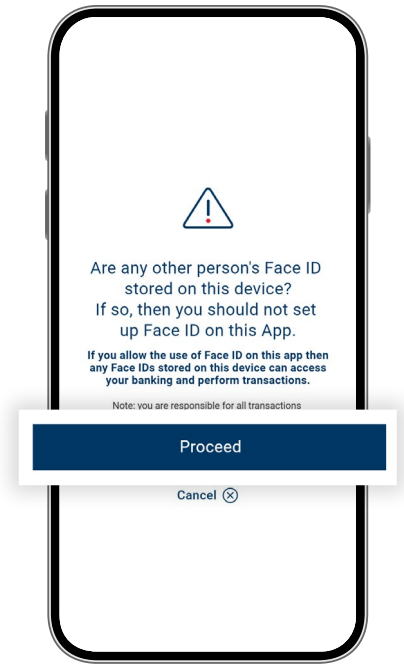 Are any other person's Face ID
stored on this device?
If so, then you should not set
up Face ID on this App.
If you allow the use of Face ID on this app then
any Face IDs stored on this device can access
your banking and perform transactions.
Note: you are responsible for all transactions
Proceed
Cancel